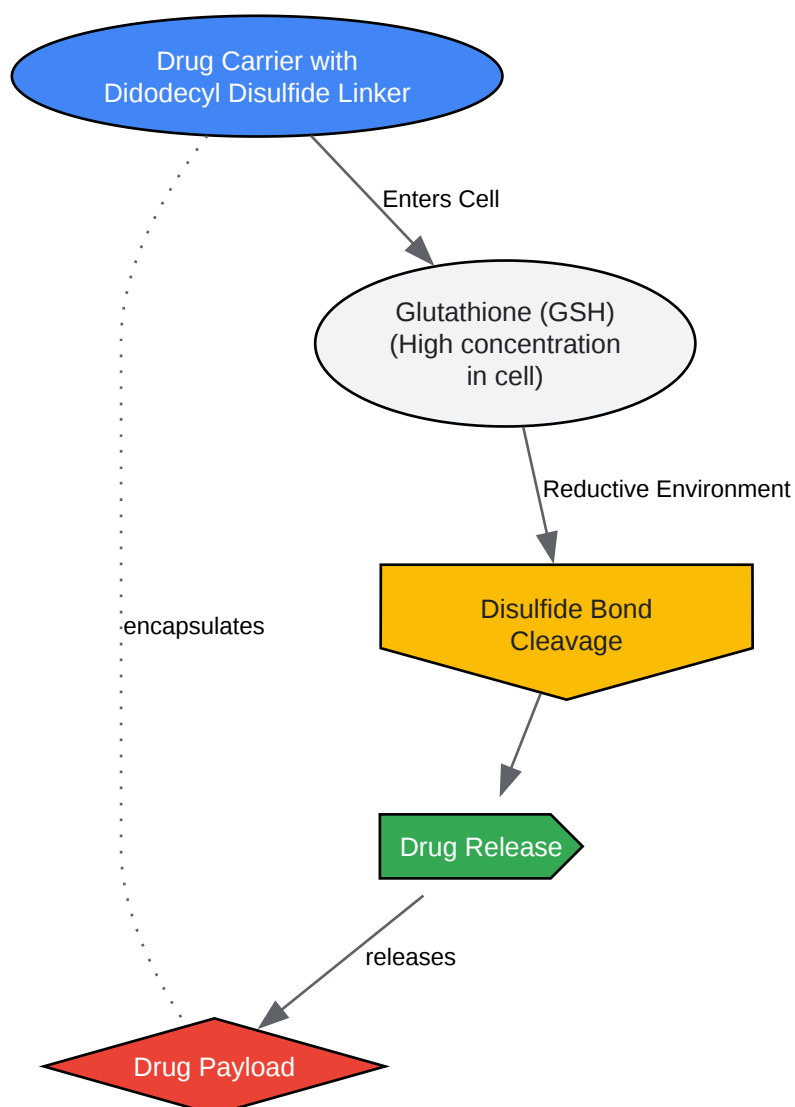 Drug Carrier with
Didodecyl Disulfide Linker
Enters Cell
Glutathione (GSH)
(High concentration
in cell)
Reductive Environment
Disulfide Bond
Cleavage
encapsulates
Drug Release
releases
Drug Payload